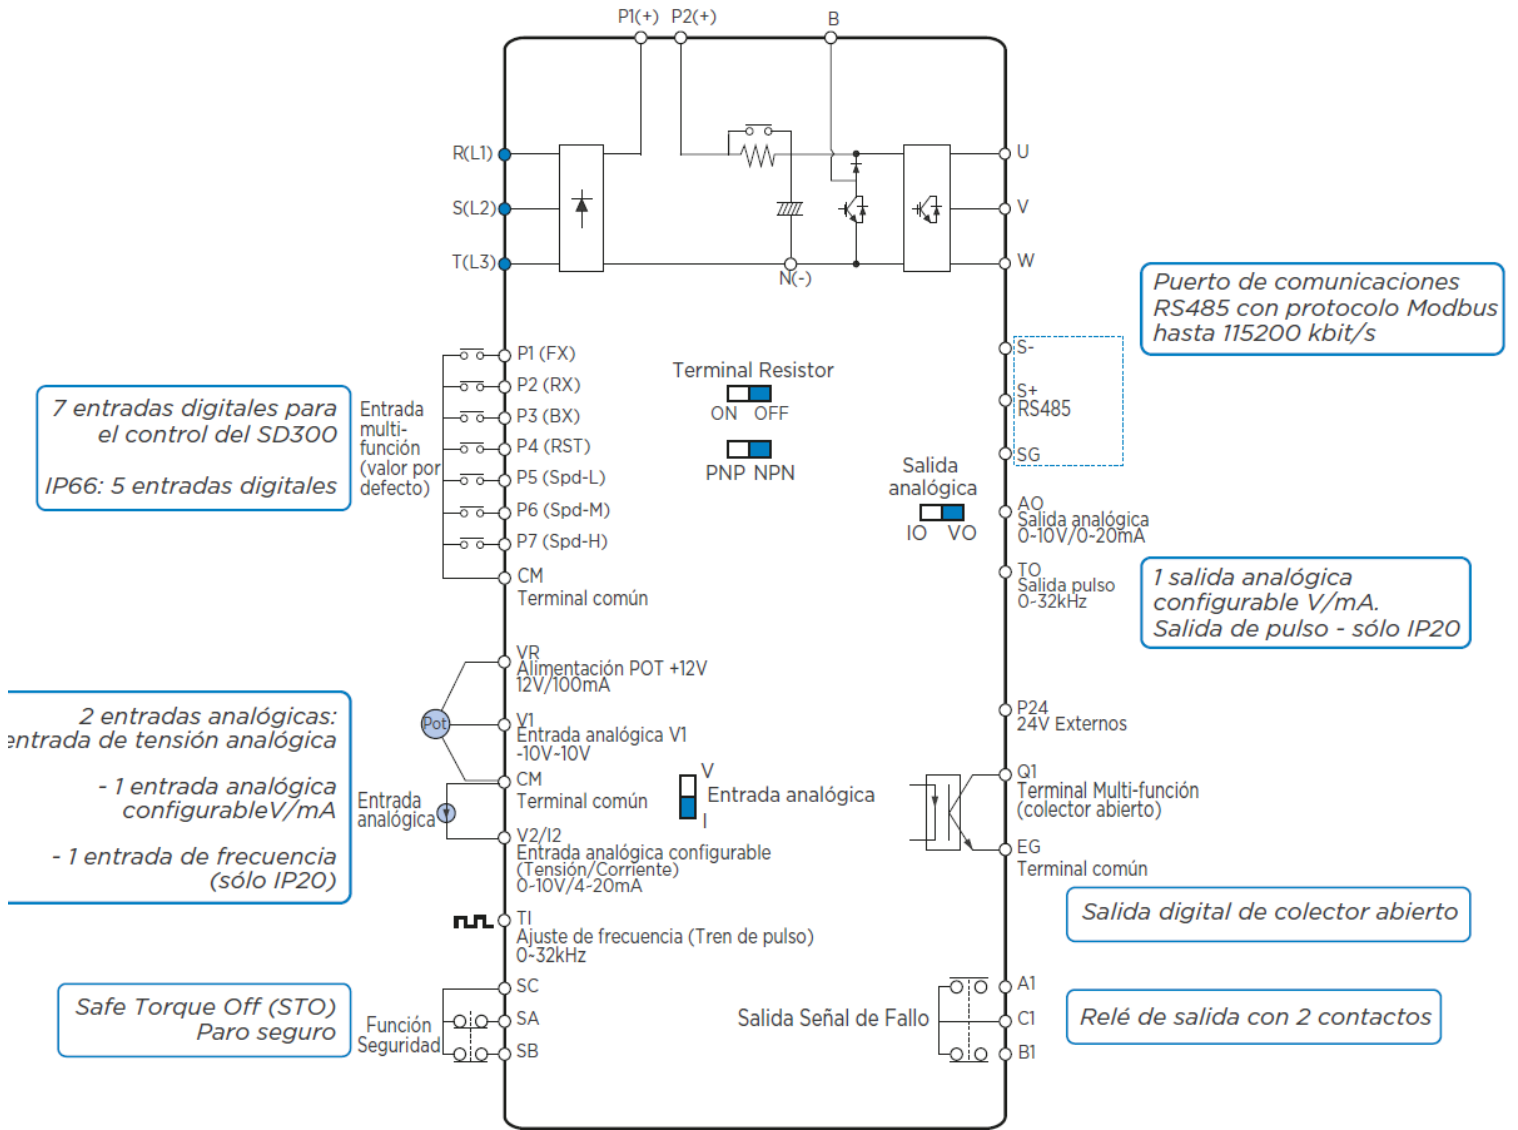 P1(+) P2(+) B
R(L1)
S(L2)
T(L3)
U
V
W
N(-)
Puerto de comunicaciones
RS485 con protocolo Modbus
hasta 115200 kbit/s
7 entradas digitales para
el control del SD300
IP66: 5 entradas digitales
Entrada
multi-
función
(valor por
defecto)
P1 (FX)
P2 (RX)
P3 (BX)
P4 (RST)
P5 (Spd-L)
P6 (Spd-M)
P7 (Spd-H)
CM
Terminal común
Terminal Resistor
ON OFF
PNP NPN
Salida
analógica
IO VO
S-
S+
RS485
SG
AO
Salida analógica
0~10V/0~20mA
TO
Salida pulso
0~32kHz
1 salida analógica
configurable V/mA.
Salida de pulso - sólo IP20
2 entradas analógicas:
entrada de tensión analógica
- 1 entrada analógica
configurableV/mA
- 1 entrada de frecuencia
(sólo IP20)
Pot
Entrada
analógica
VR
Alimentación POT +12V
12V/100mA
V1
Entrada analógica V1
-10V~10V
CM
Terminal común
V2/I2
Entrada analógica configurable
(Tensión/Corriente)
0~10V/4~20mA
TI
Ajuste de frecuencia (Tren de pulso)
0~32kHz
V
Entrada analógica
I
P24
24V Externos
Q1
Terminal Multi-función
(colector abierto)
EG
Terminal común
Salida digital de colector abierto
Safe Torque Off (STO)
Paro seguro
Función
Seguridad
SC
SA
SB
Salida Señal de Fallo
A1
C1
B1
Relé de salida con 2 contactos